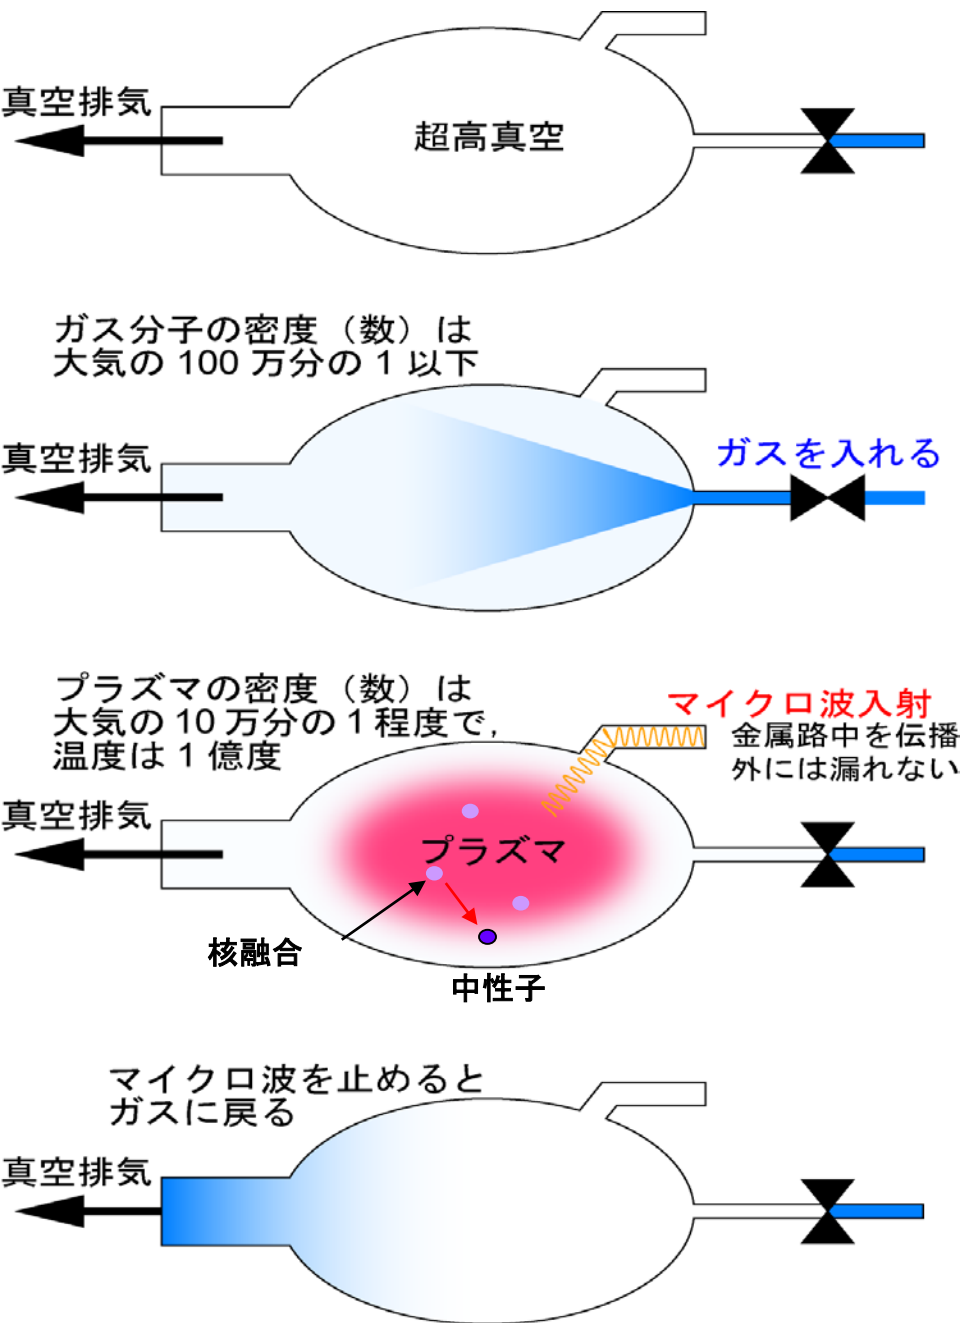 真空排気
超高真空
ガス分子の密度（数）は
大気の 100 万分の 1 以下
真空排気
ガスを入れる
プラズマの密度（数）は
大気の 10 万分の 1 程度で,
温度は 1 億度
マイクロ波入射
金属路中を伝播
外には漏れない
真空排気
プラズマ
核融合
中性子
マイクロ波を止めると
ガスに戻る
真空排気